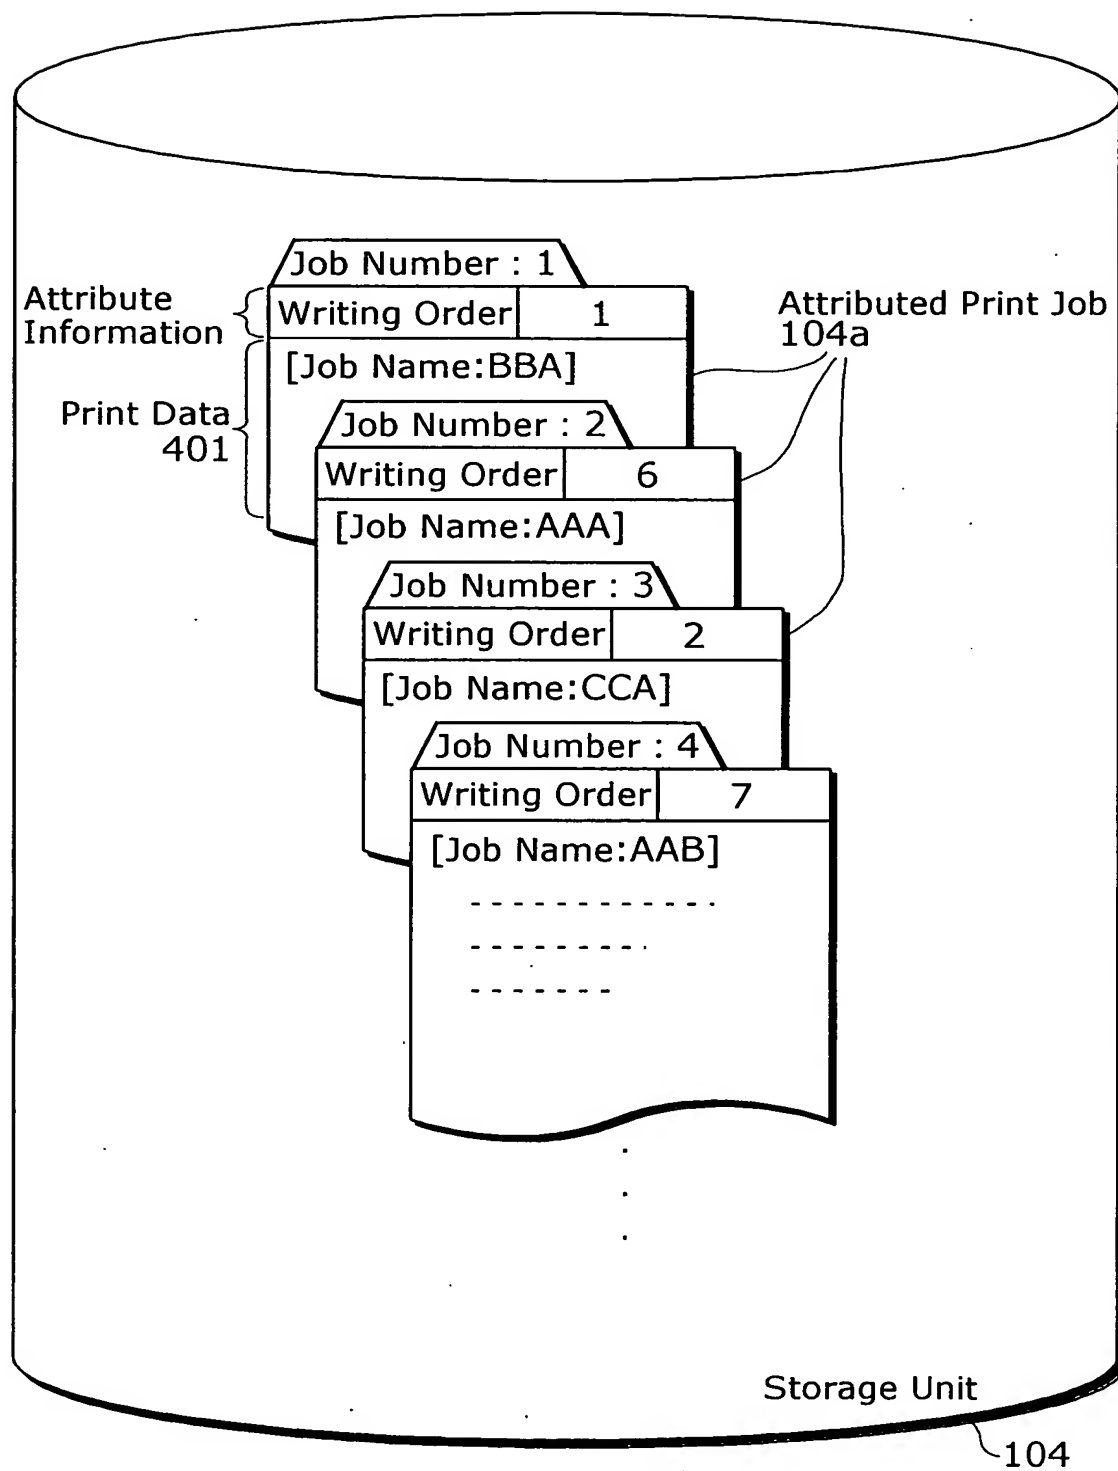 Job Number : 1
Attribute
Information
Writing Order 1
Attributed Print Job
104a
[Job Name:BBA]
Print Data
401
Job Number : 2
Writing Order 6
[Job Name:AAA]
Job Number : 3
Writing Order 2
[Job Name:CCA]
Job Number : 4
Writing Order 7
[Job Name:AAB]
Storage Unit
104